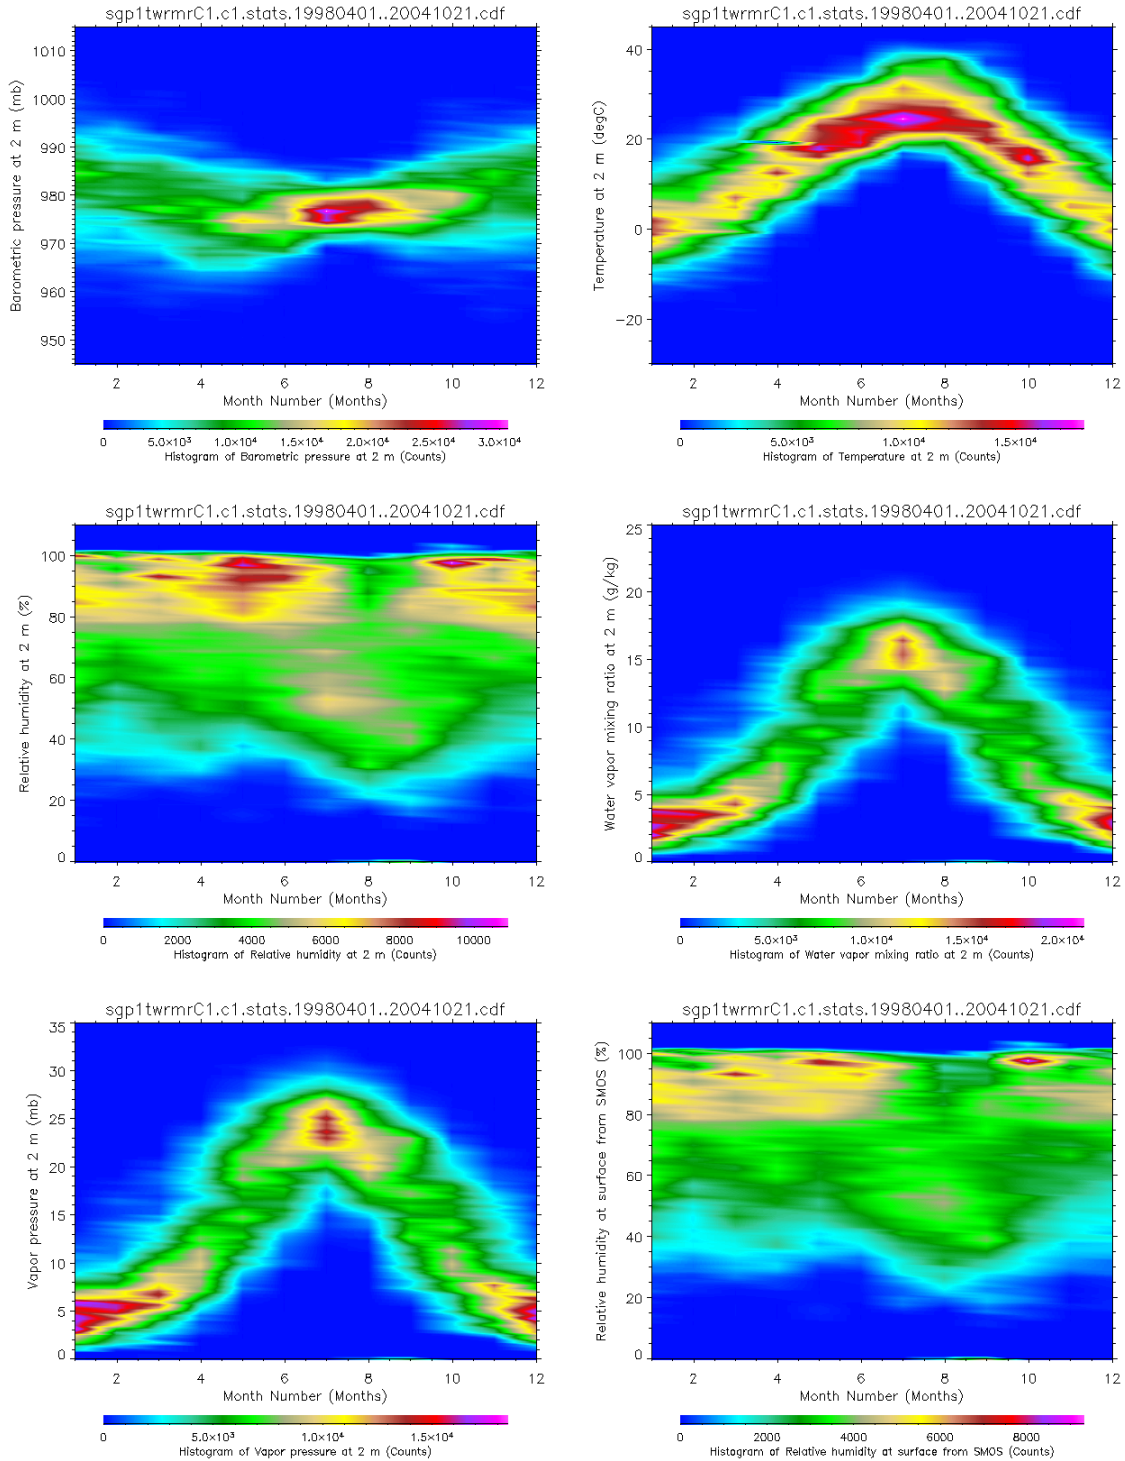 sgp1twrmrC1.c1.stats.19980401..20041021.cdf
Barometric pressure at 2 m (mb)
1010
1000
990
980
970
960
950
2 4 6 8 10 12
Month Number (Months)
0 5.0×10³ 1.0×10⁴ 1.5×10⁴ 2.0×10⁴ 2.5×10⁴ 3.0×10⁴
Histogram of Barometric pressure at 2 m (Counts)
sgp1twrmrC1.c1.stats.19980401..20041021.cdf
Temperature at 2 m (degC)
40
20
0
−20
2 4 6 8 10 12
Month Number (Months)
0 5.0×10³ 1.0×10⁴ 1.5×10⁴
Histogram of Temperature at 2 m (Counts)
sgp1twrmrC1.c1.stats.19980401..20041021.cdf
Relative humidity at 2 m (%)
100
80
60
40
20
0
2 4 6 8 10 12
Month Number (Months)
0 2000 4000 6000 8000 10000
Histogram of Relative humidity at 2 m (Counts)
sgp1twrmrC1.c1.stats.19980401..20041021.cdf
Water vapor mixing ratio at 2 m (g/kg)
25
20
15
10
5
0
2 4 6 8 10 12
Month Number (Months)
0 5.0×10³ 1.0×10⁴ 1.5×10⁴ 2.0×10⁴
Histogram of Water vapor mixing ratio at 2 m (Counts)
sgp1twrmrC1.c1.stats.19980401..20041021.cdf
Vapor pressure at 2 m (mb)
35
30
25
20
15
10
5
0
2 4 6 8 10 12
Month Number (Months)
0 5.0×10³ 1.0×10⁴ 1.5×10⁴
Histogram of Vapor pressure at 2 m (Counts)
sgp1twrmrC1.c1.stats.19980401..20041021.cdf
Relative humidity at surface from SMOS (%)
100
80
60
40
20
0
2 4 6 8 10 12
Month Number (Months)
0 2000 4000 6000 8000
Histogram of Relative humidity at surface from SMOS (Counts)